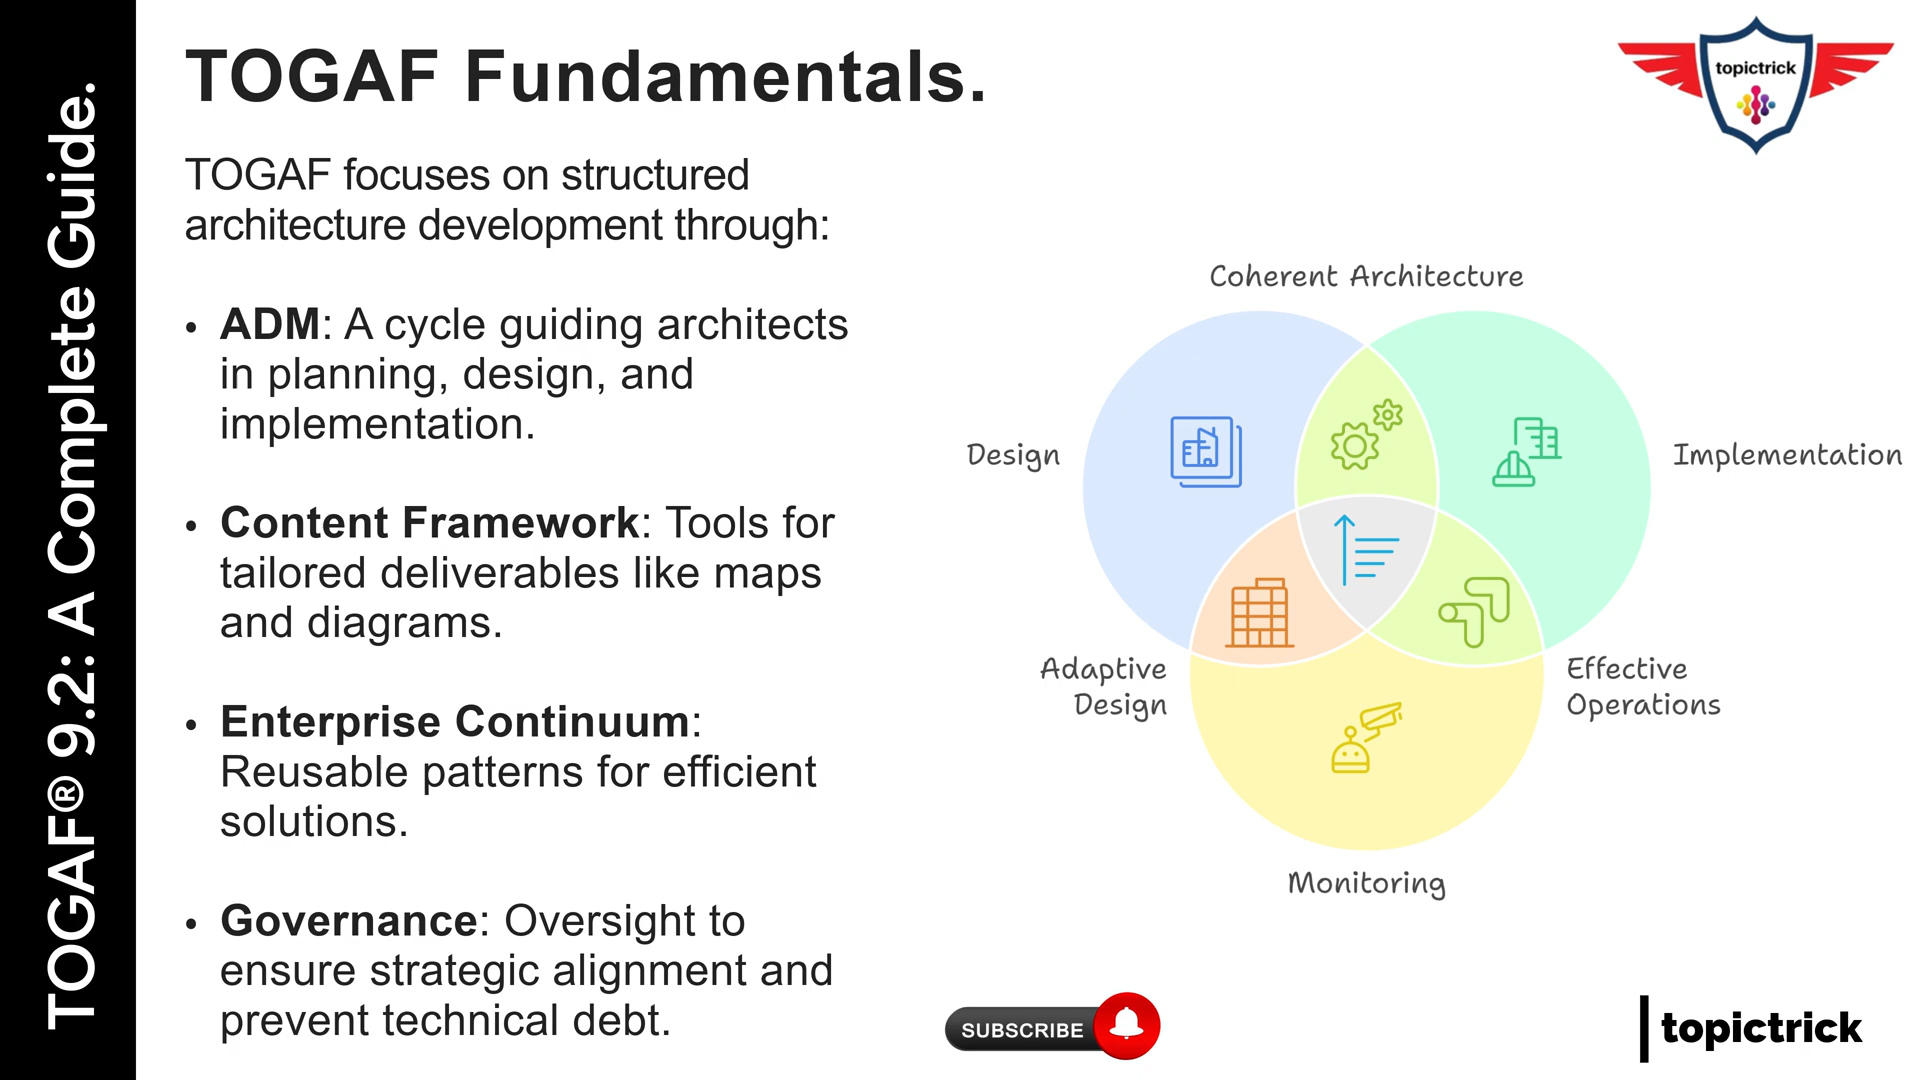 TOGAF® 9.2: A Complete Guide.
TOGAF Fundamentals.
TOGAF focuses on structured
architecture development through:
• ADM: A cycle guiding architects
in planning, design, and
implementation.
• Content Framework: Tools for
tailored deliverables like maps
and diagrams.
• Enterprise Continuum:
Reusable patterns for efficient
solutions.
• Governance: Oversight to
ensure strategic alignment and
prevent technical debt.
topictrick
Coherent Architecture
Design
Implementation
Adaptive
Design
Effective
Operations
Monitoring
SUBSCRIBE
topictrick